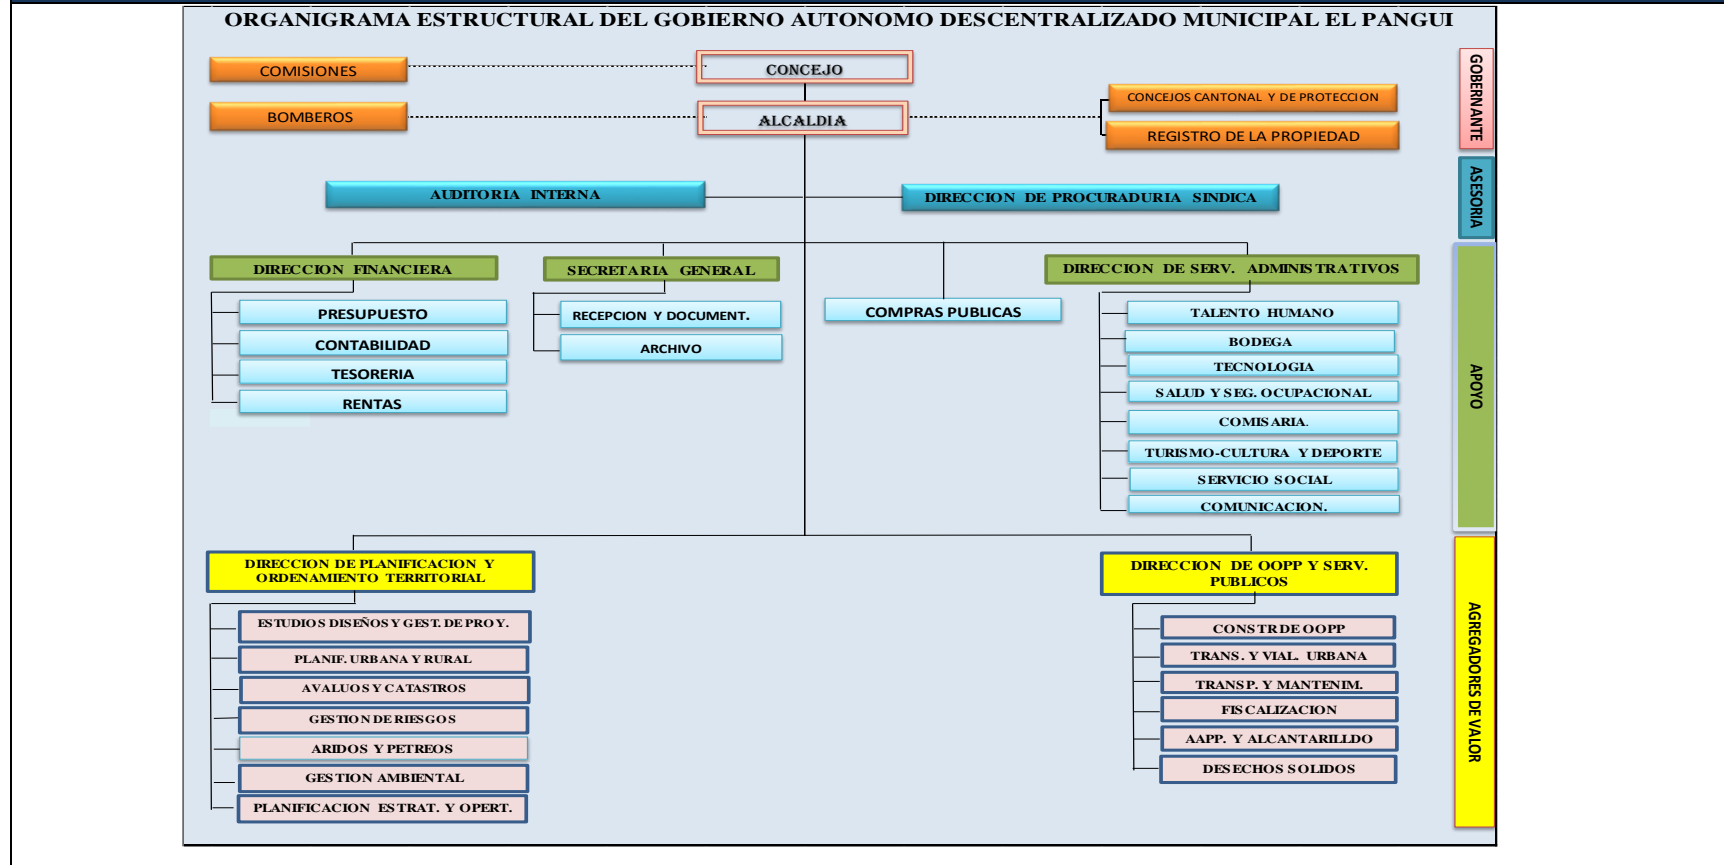 ORGANIGRAMA ESTRUCTURAL DEL GOBIERNO AUTONOMO DESCENTRALIZADO MUNICIPAL EL PANGUI
COMISIONES
CONCEJO
BOMBEROS
ALCALDIA
CONCEJOS CANTONAL Y DE PROTECCION
REGISTRO DE LA PROPIEDAD
GOBERNANTE
AUDITORIA INTERNA
DIRECCION DE PROCURADURIA SINDICA
ASESORIA
DIRECCION FINANCIERA
PRESUPUESTO
CONTABILIDAD
TESORERIA
RENTAS
SECRETARIA GENERAL
RECEPCION Y DOCUMENT.
ARCHIVO
COMPRAS PUBLICAS
DIRECCION DE SERV. ADMINISTRATIVOS
TALENTO HUMANO
BODEGA
TECNOLOGIA
SALUD Y SEG. OCUPACIONAL
COMISARIA.
TURISMO-CULTURA Y DEPORTE
SERVICIO SOCIAL
COMUNICACION.
APOYO
DIRECCION DE PLANIFICACION Y
ORDENAMIENTO TERRITORIAL
ESTUDIOS DISEÑOS Y GEST. DE PROY.
PLANIF. URBANA Y RURAL
AVALUOS Y CATASTROS
GESTION DE RIESGOS
ARIDOS Y PETREOS
GESTION AMBIENTAL
PLANIFICACION ESTRAT. Y OPERT.
DIRECCION DE OOPP Y SERV.
PUBLICOS
CONSTR DE OOPP
TRANS. Y VIAL. URBANA
TRANSP. Y MANTENIM.
FISCALIZACION
AAPP. Y ALCANTARILLDO
DESECHOS SOLIDOS
AGREGADORES DE VALOR